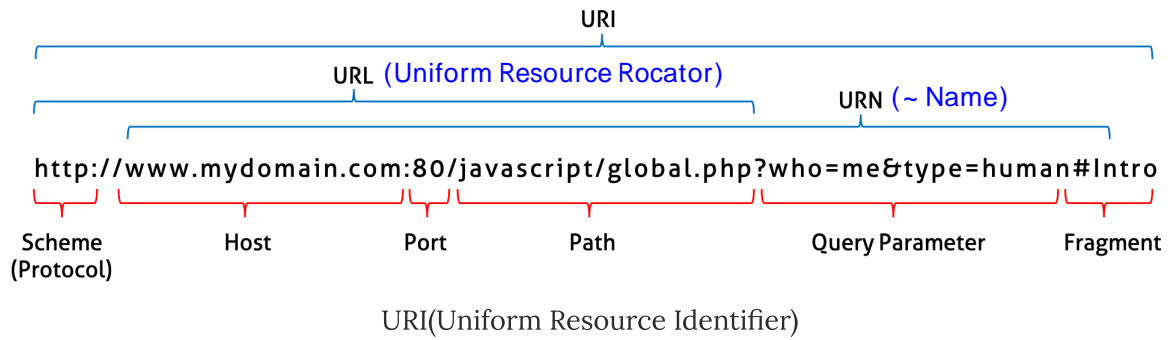 URI
URL (Uniform Resource Rocator)
URN (~ Name)
http://www.mydomain.com:80/javascript/global.php?who=me&type=human#Intro
Scheme Host Port Path Query Parameter Fragment
(Protocol)
URI(Uniform Resource Identifier)